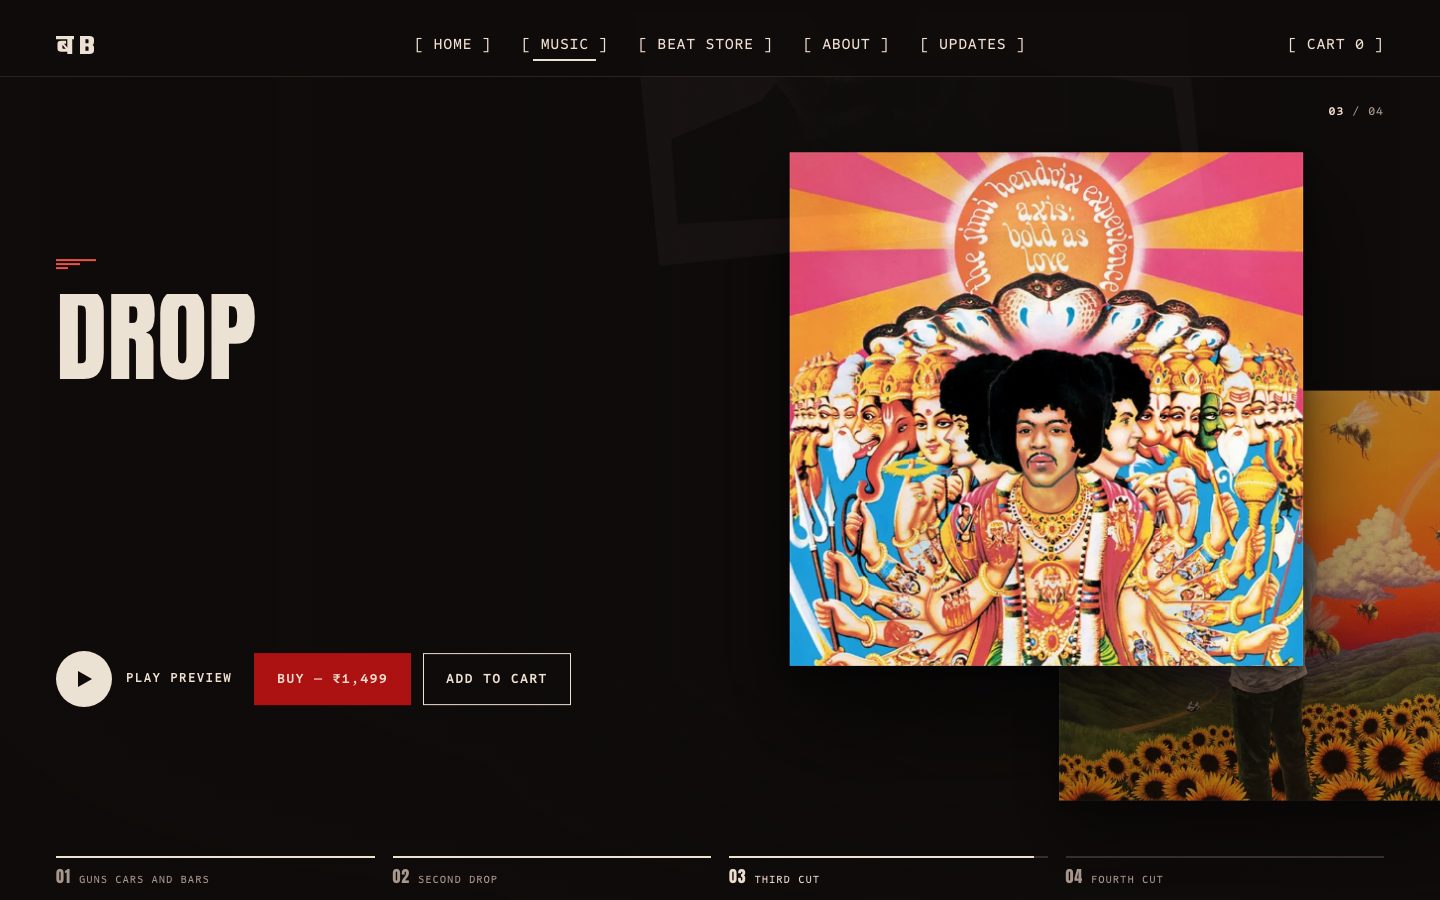 ब B
[ HOME ] [ MUSIC ] [ BEAT STORE ] [ ABOUT ] [ UPDATES ]
[ CART 0 ]
03 / 04
the jimi hendrix experience
axis:
bold as
love
DROP
PLAY PREVIEW
BUY — ₹1,499
ADD TO CART
01 GUNS CARS AND BARS
02 SECOND DROP
03 THIRD CUT
04 FOURTH CUT